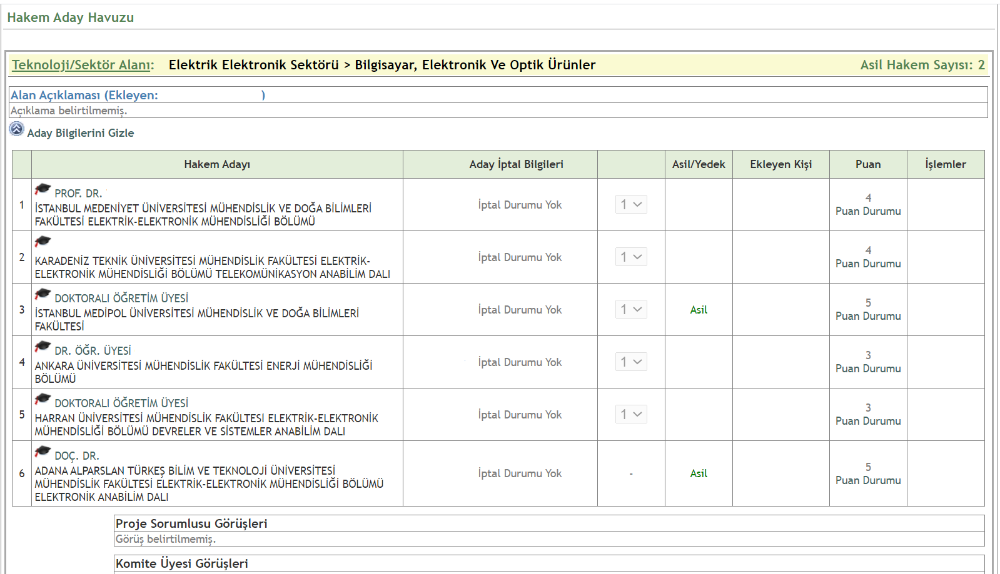 Hakem Aday Havuzu
Teknoloji/Sektör Alanı: Elektrik Elektronik Sektörü > Bilgisayar, Elektronik Ve Optik Ürünler Asil Hakem Sayısı: 2
Alan Açıklaması (Ekleyen: )
Açıklama belirtilmemiş.
Aday Bilgilerini Gizle
Hakem Adayı Aday İptal Bilgileri Asil/Yedek Ekleyen Kişi Puan İşlemler
1
PROF. DR.
İSTANBUL MEDENİYET ÜNİVERSİTESİ MÜHENDİSLİK VE DOĞA BİLİMLERİ
FAKÜLTESİ ELEKTRİK-ELEKTRONİK MÜHENDİSLİĞİ BÖLÜMÜ
İptal Durumu Yok
1
4
Puan Durumu
2
KARADENİZ TEKNİK ÜNİVERSİTESİ MÜHENDİSLİK FAKÜLTESİ ELEKTRİK-
ELEKTRONİK MÜHENDİSLİĞİ BÖLÜMÜ TELEKOMÜNİKASYON ANABİLİM DALI
İptal Durumu Yok
1
4
Puan Durumu
3
DOKTORALI ÖĞRETİM ÜYESİ
İSTANBUL MEDİPOL ÜNİVERSİTESİ MÜHENDİSLİK VE DOĞA BİLİMLERİ
FAKÜLTESİ
İptal Durumu Yok
1
Asil
5
Puan Durumu
4
DR. ÖĞR. ÜYESİ
ANKARA ÜNİVERSİTESİ MÜHENDİSLİK FAKÜLTESİ ENERJİ MÜHENDİSLİĞİ
BÖLÜMÜ
İptal Durumu Yok
1
3
Puan Durumu
5
DOKTORALI ÖĞRETİM ÜYESİ
HARRAN ÜNİVERSİTESİ MÜHENDİSLİK FAKÜLTESİ ELEKTRİK-ELEKTRONİK
MÜHENDİSLİĞİ BÖLÜMÜ DEVRELER VE SİSTEMLER ANABİLİM DALI
İptal Durumu Yok
1
3
Puan Durumu
6
DOÇ. DR.
ADANA ALPARSLAN TÜRKEŞ BİLİM VE TEKNOLOJİ ÜNİVERSİTESİ
MÜHENDİSLİK FAKÜLTESİ ELEKTRİK-ELEKTRONİK MÜHENDİSLİĞİ BÖLÜMÜ
ELEKTRONİK ANABİLİM DALI
İptal Durumu Yok
-
Asil
5
Puan Durumu
Proje Sorumlusu Görüşleri
Görüş belirtilmemiş.
Komite Üyesi Görüşleri